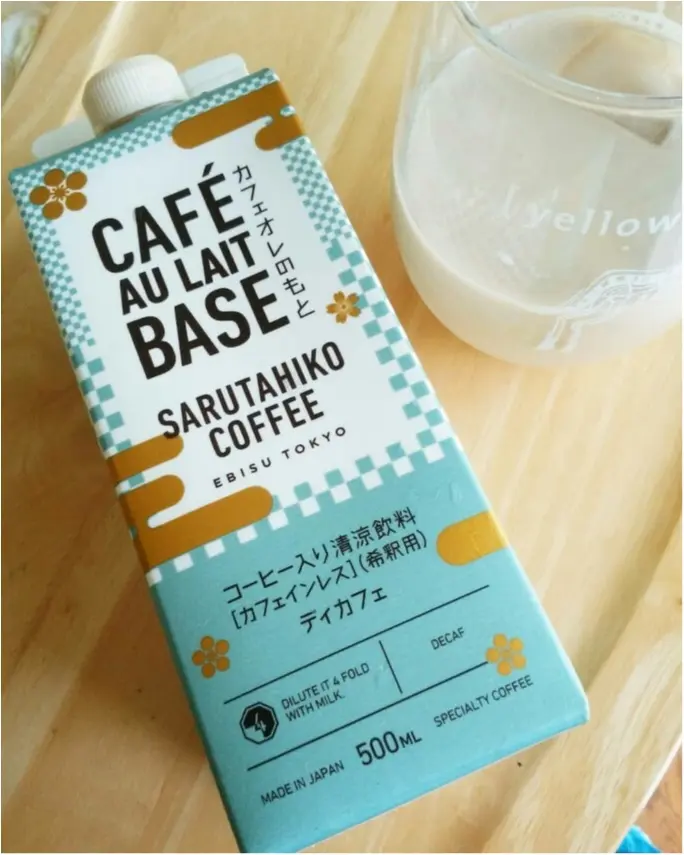 CAFÉ
AU LAIT
BASE
カフェオレのもと
SARUTAHIKO
COFFEE
EBISU TOKYO
コーヒー入り清涼飲料
[カフェインレス](希釈用)
ディカフェ
DILUTE IT 4 FOLD
WITH MILK.
DECAF
MADE IN JAPAN
500ML
SPECIALTY COFFEE
yellow